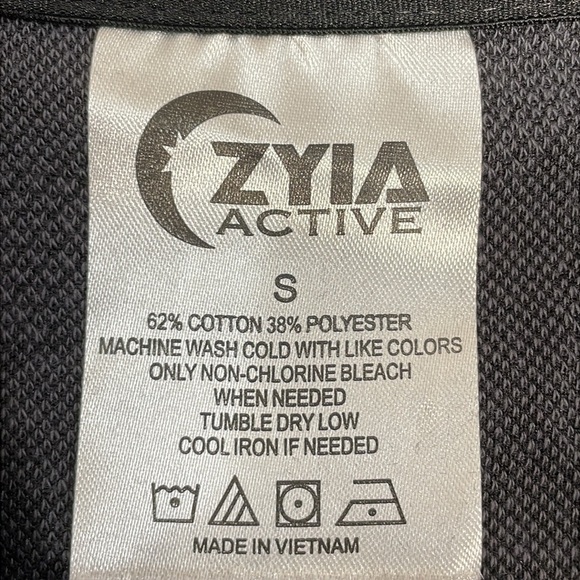 ZYIA
ACTIVE
S
62% COTTON 38% POLYESTER
MACHINE WASH COLD WITH LIKE COLORS
ONLY NON-CHLORINE BLEACH
WHEN NEEDED
TUMBLE DRY LOW
COOL IRON IF NEEDED
MADE IN VIETNAM